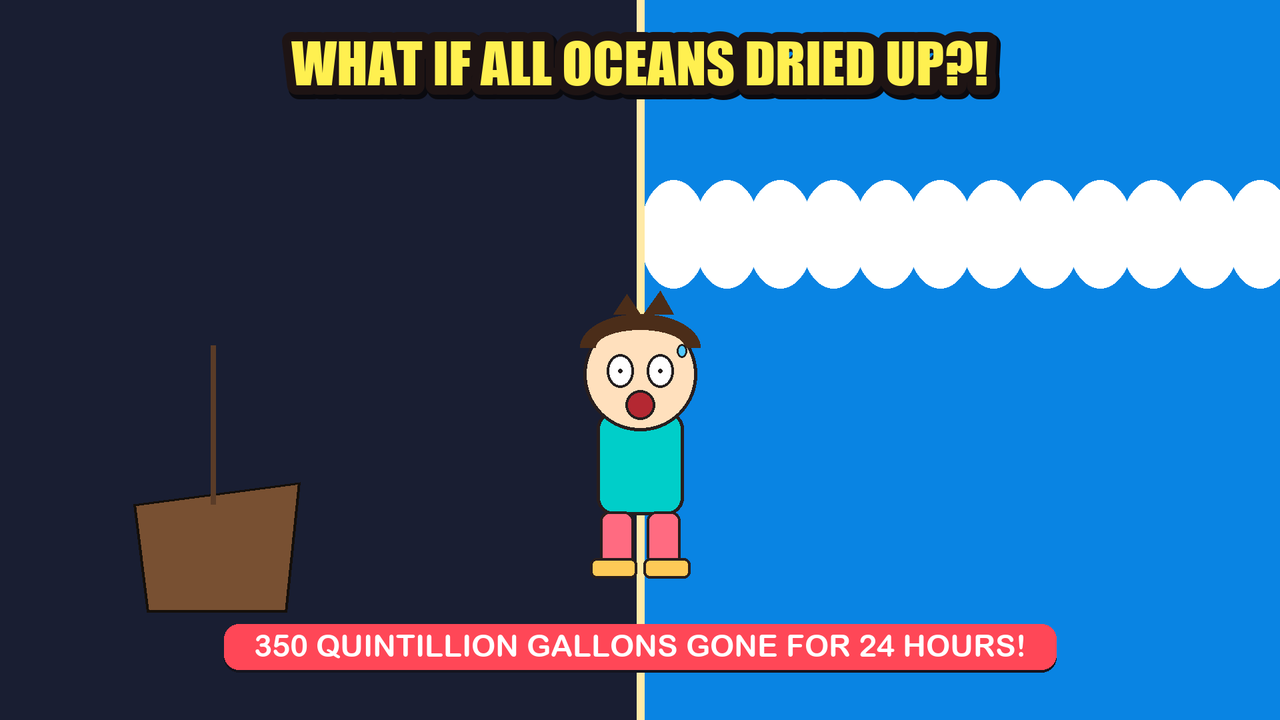 WHAT IF ALL OCEANS DRIED UP?!
350 QUINTILLION GALLONS GONE FOR 24 HOURS!